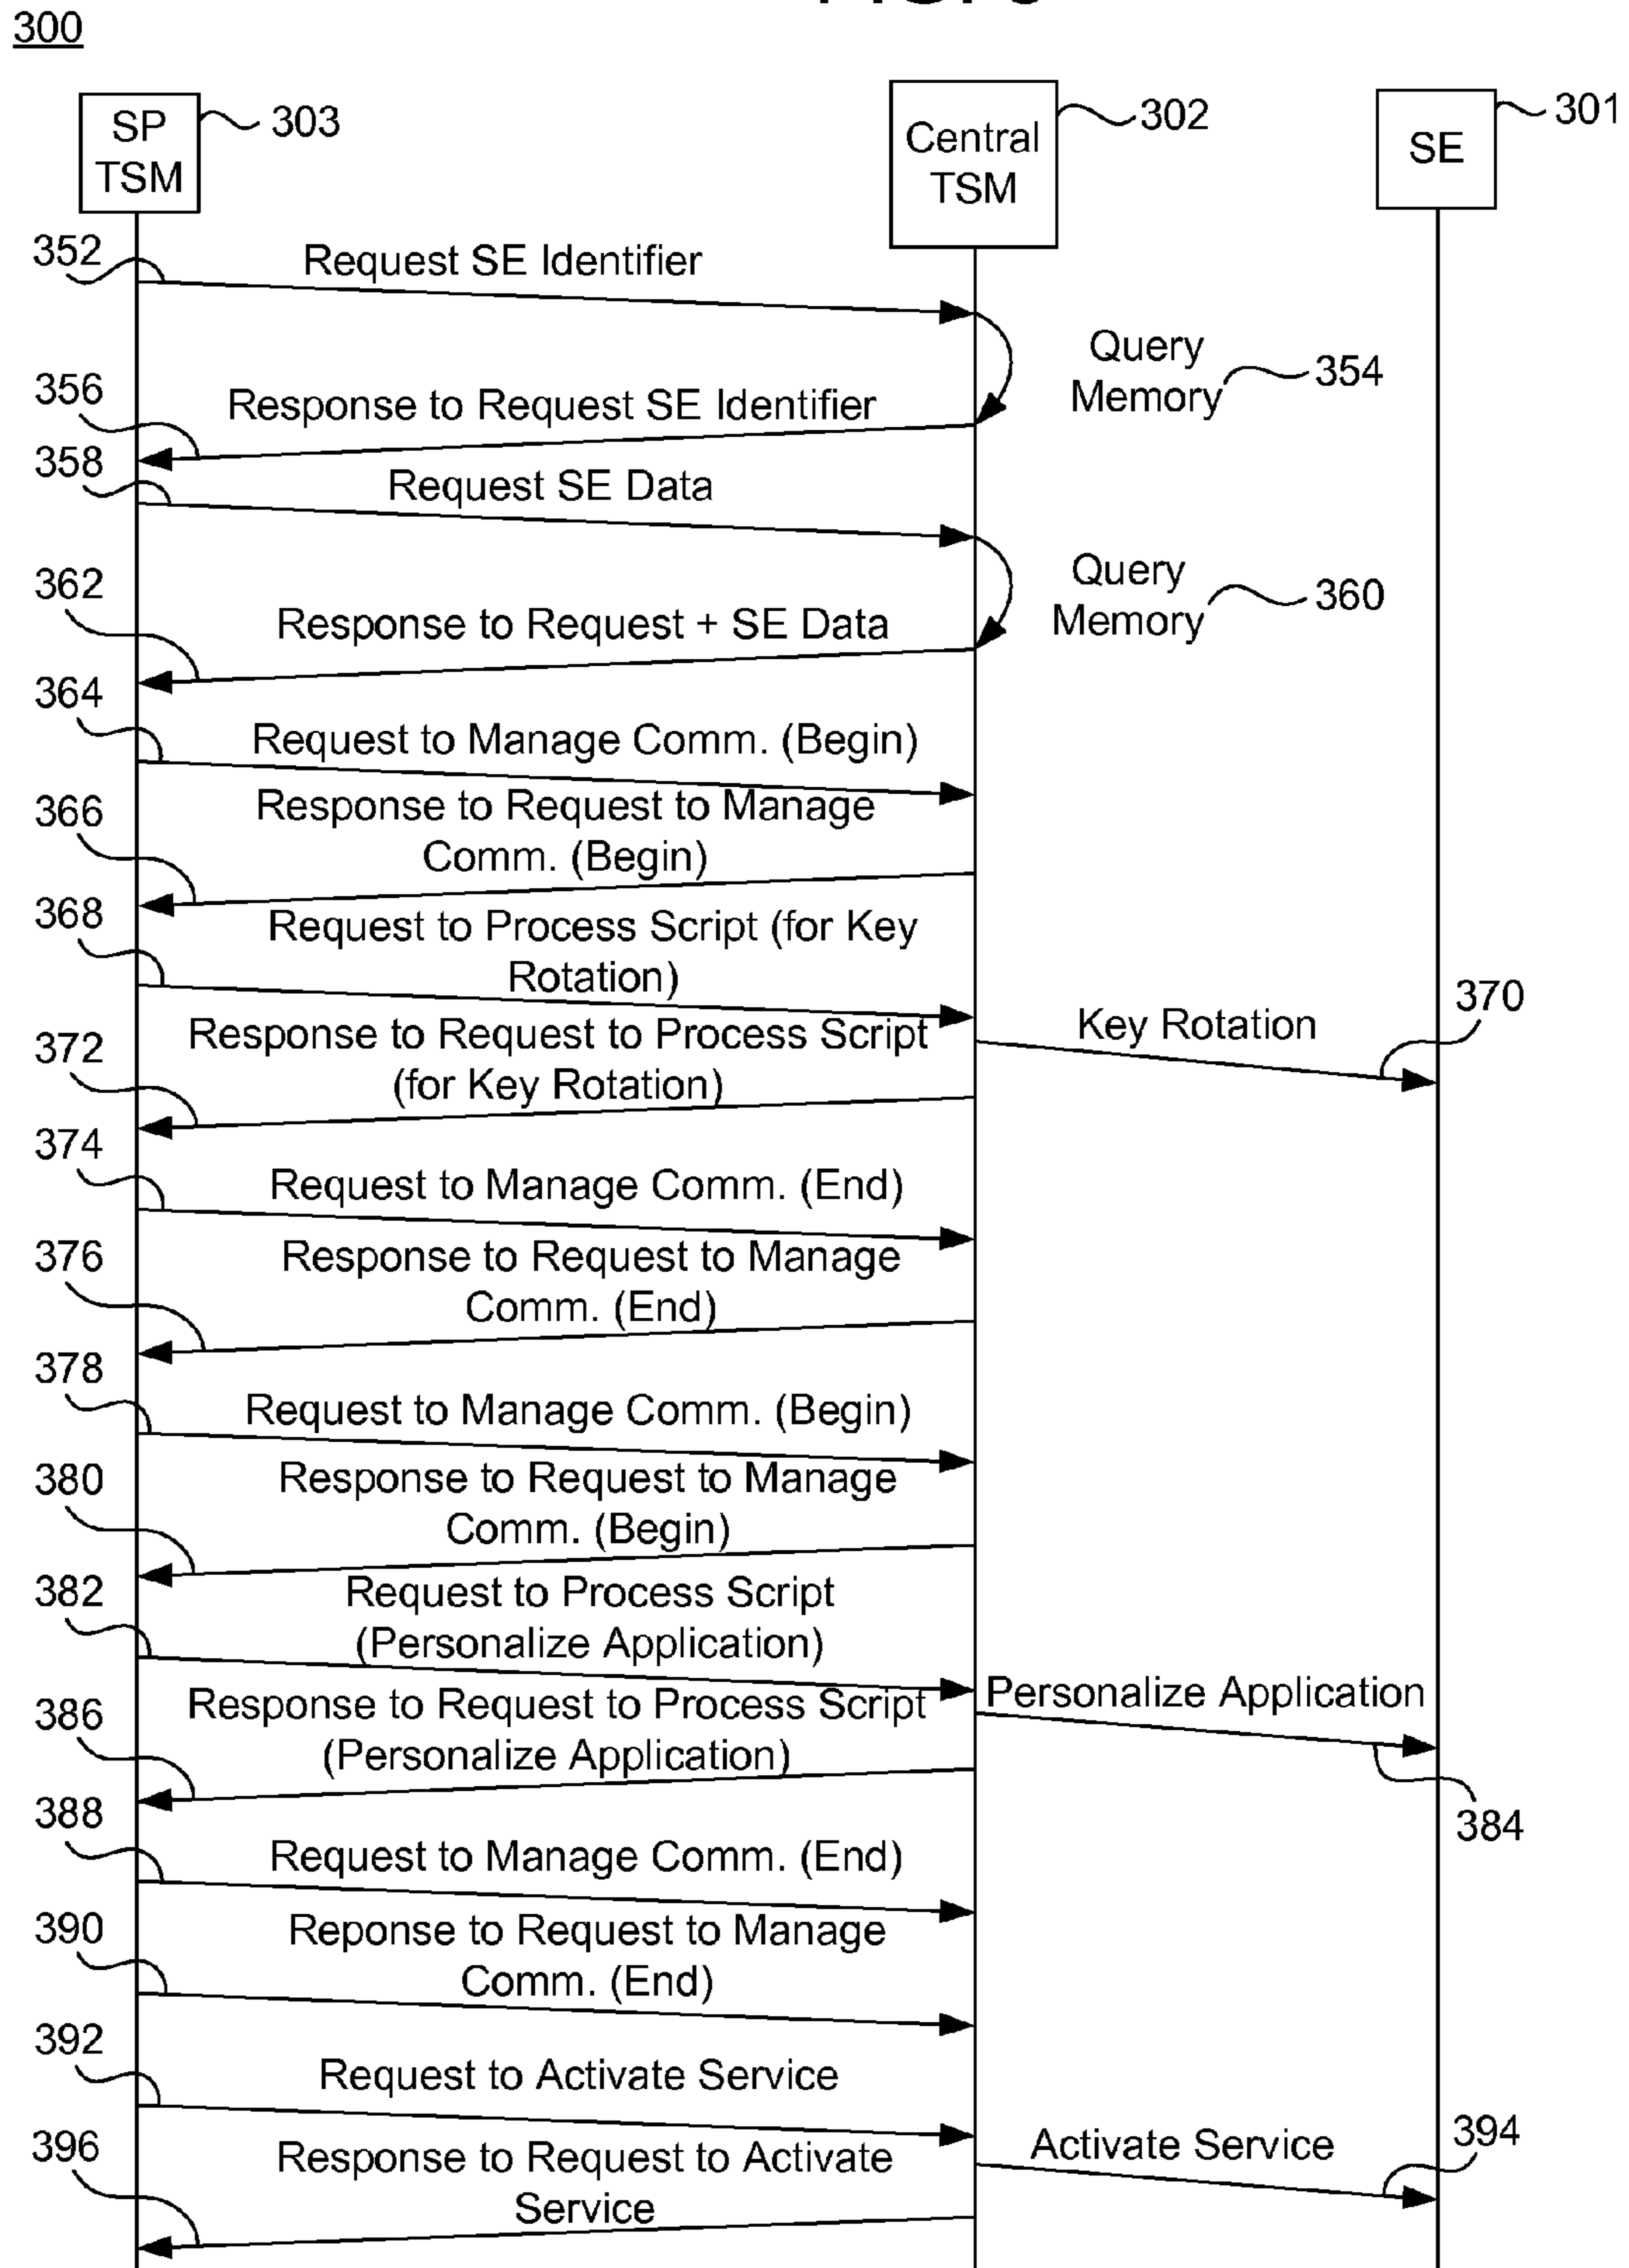 300
SP
TSM
303
Central
TSM
302
SE
301
352
Request SE Identifier
Query
Memory
354
356
Response to Request SE Identifier
358
Request SE Data
Query
Memory
360
362
Response to Request + SE Data
364
Request to Manage Comm. (Begin)
366
Response to Request to Manage
Comm. (Begin)
368
Request to Process Script (for Key
Rotation)
Key Rotation
370
372
Response to Request to Process Script
(for Key Rotation)
374
Request to Manage Comm. (End)
376
Response to Request to Manage
Comm. (End)
378
Request to Manage Comm. (Begin)
380
Response to Request to Manage
Comm. (Begin)
382
Request to Process Script
(Personalize Application)
Personalize Application
384
386
Response to Request to Process Script
(Personalize Application)
388
Request to Manage Comm. (End)
390
Reponse to Request to Manage
Comm. (End)
392
Request to Activate Service
Activate Service
394
396
Response to Request to Activate
Service